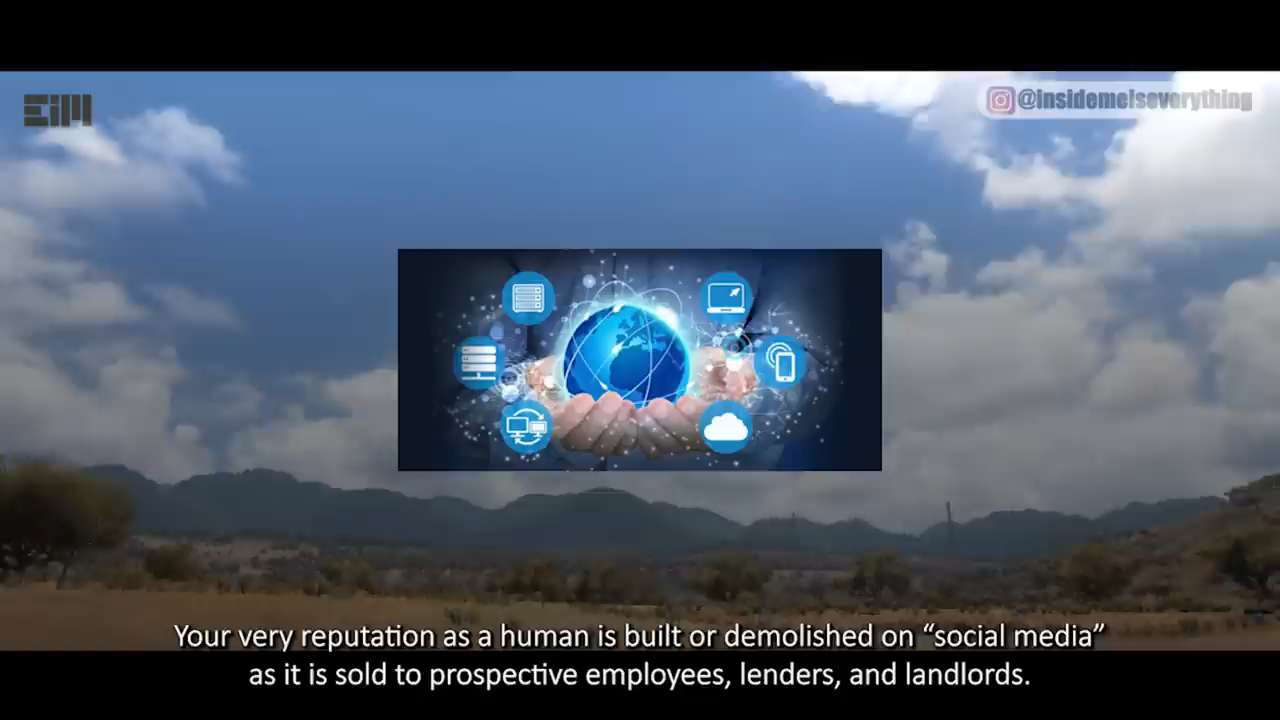 EiM
@insidemeiseverything
Your very reputation as a human is built or demolished on “social media”
as it is sold to prospective employees, lenders, and landlords.